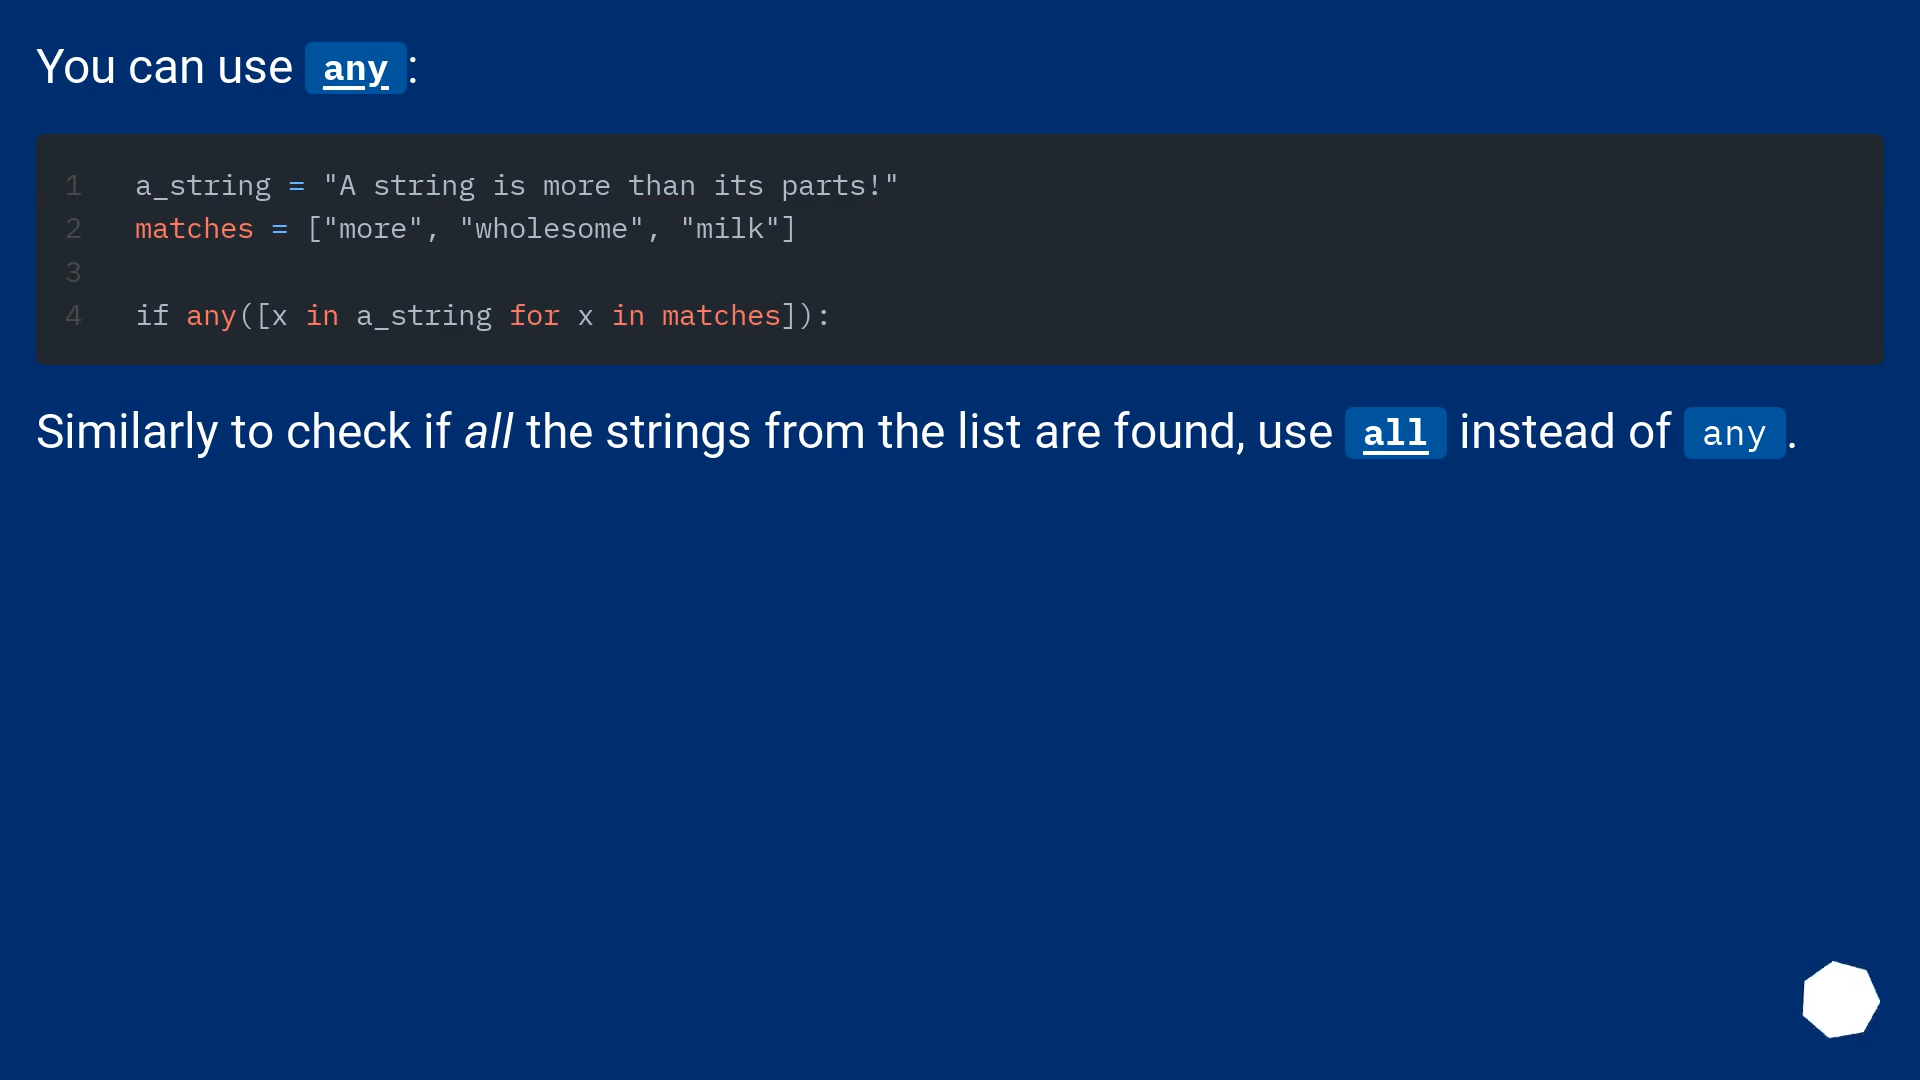 You can use any:
1 a_string = "A string is more than its parts!"
2 matches = ["more", "wholesome", "milk"]
3
4 if any([x in a_string for x in matches]):
Similarly to check if all the strings from the list are found, use all instead of any.